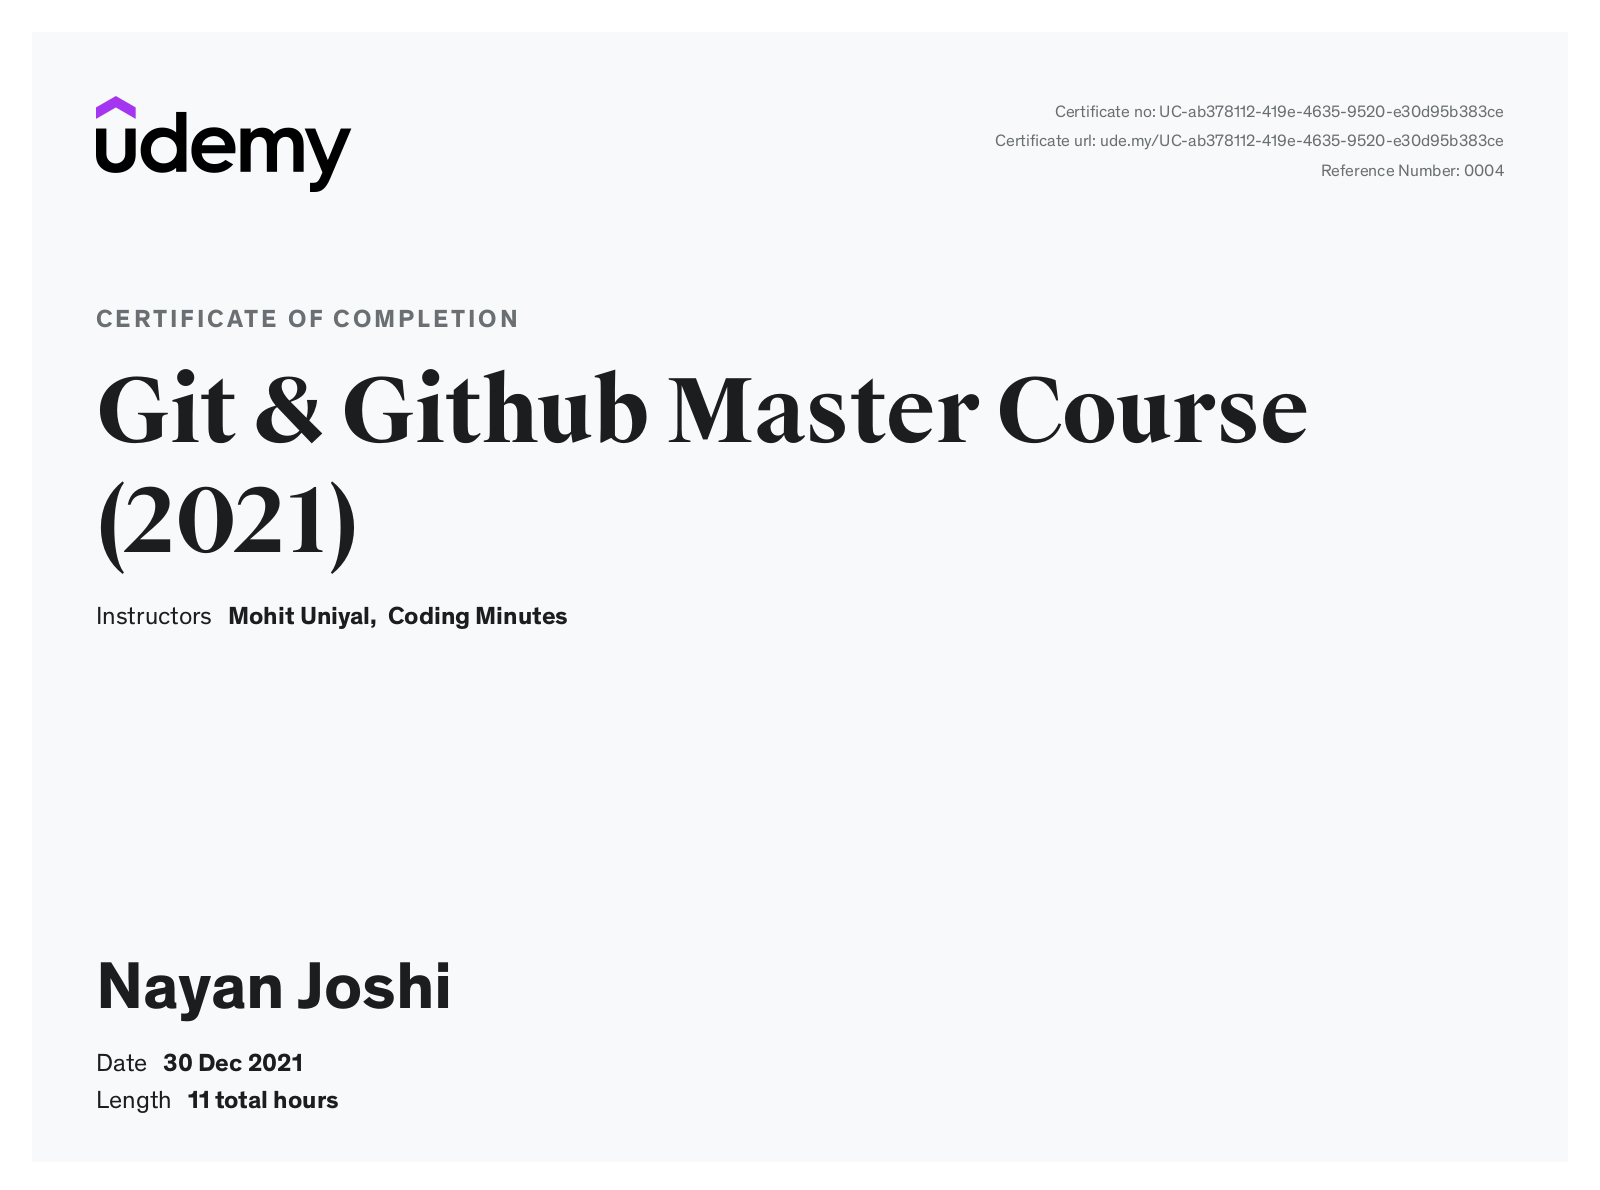 udemy
Certificate no: UC-ab378112-419e-4635-9520-e30d95b383ce
Certificate url: ude.my/UC-ab378112-419e-4635-9520-e30d95b383ce
Reference Number: 0004
CERTIFICATE OF COMPLETION
Git & Github Master Course
(2021)
Instructors Mohit Uniyal, Coding Minutes
Nayan Joshi
Date 30 Dec 2021
Length 11 total hours